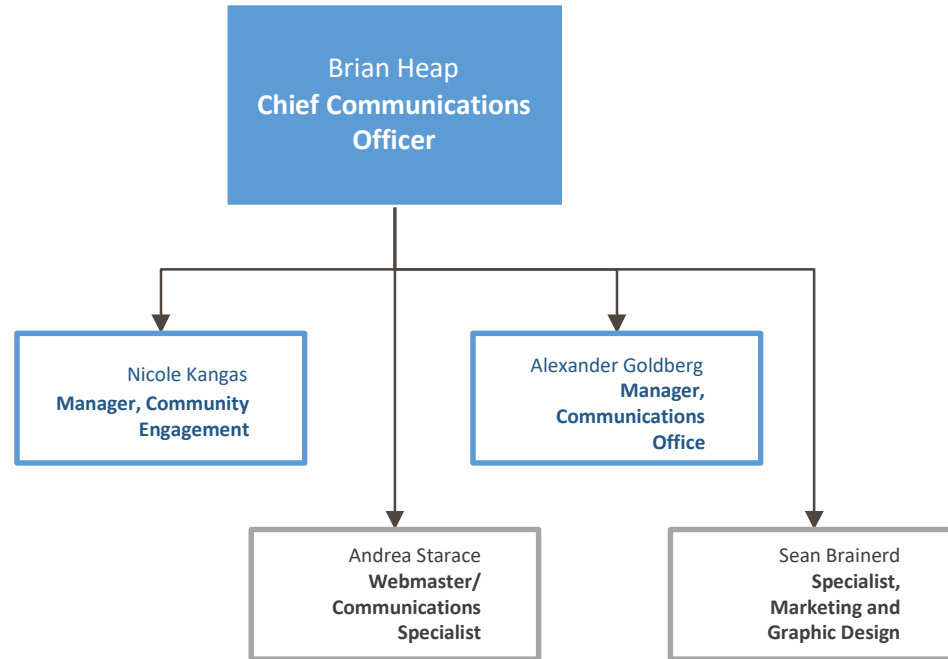 Brian Heap
Chief Communications
Officer
Nicole Kangas
Manager, Community
Engagement
Alexander Goldberg
Manager,
Communications
Office
Andrea Starace
Webmaster/
Communications
Specialist
Sean Brainerd
Specialist,
Marketing and
Graphic Design